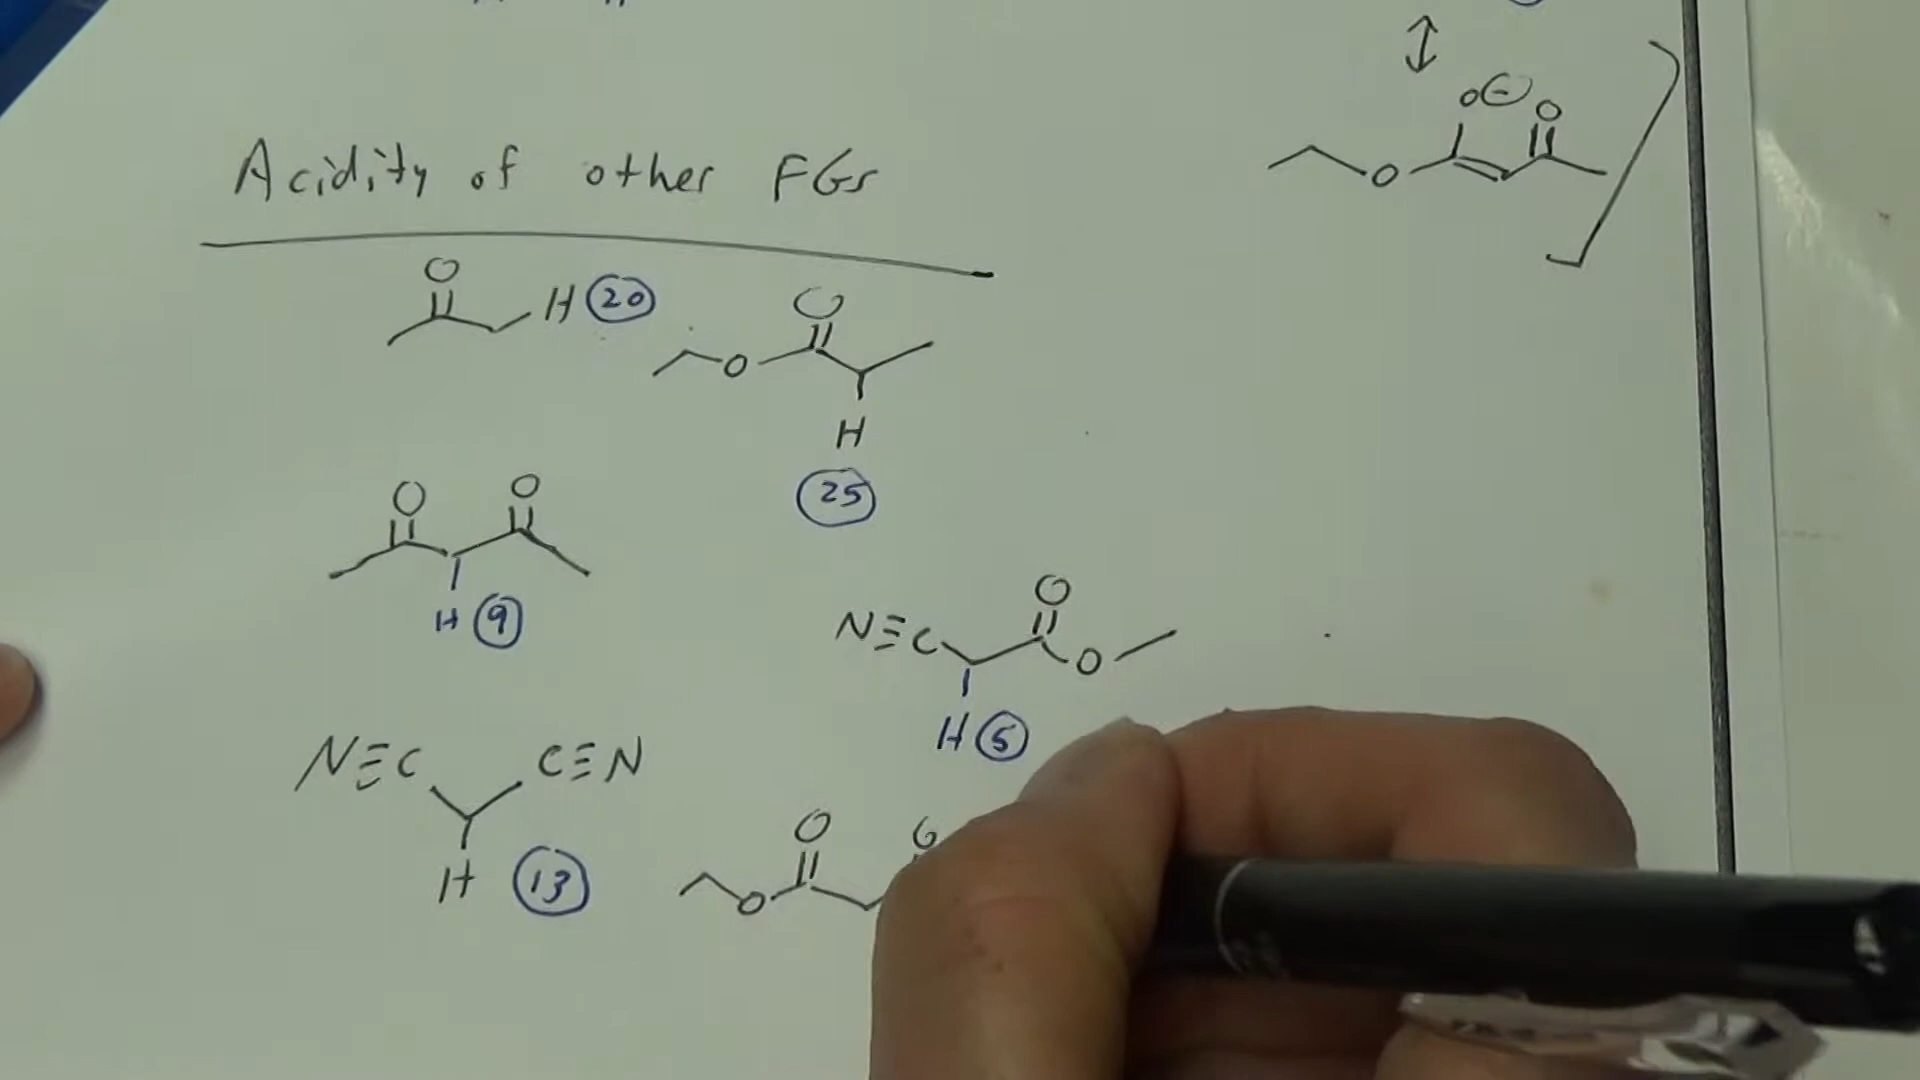 Acidity of other FGs
O⊖ O
O
O H 20
O
O
H
25
O O
H 9
N≡C O
O
H 5
N≡C C≡N
H 13
O
O